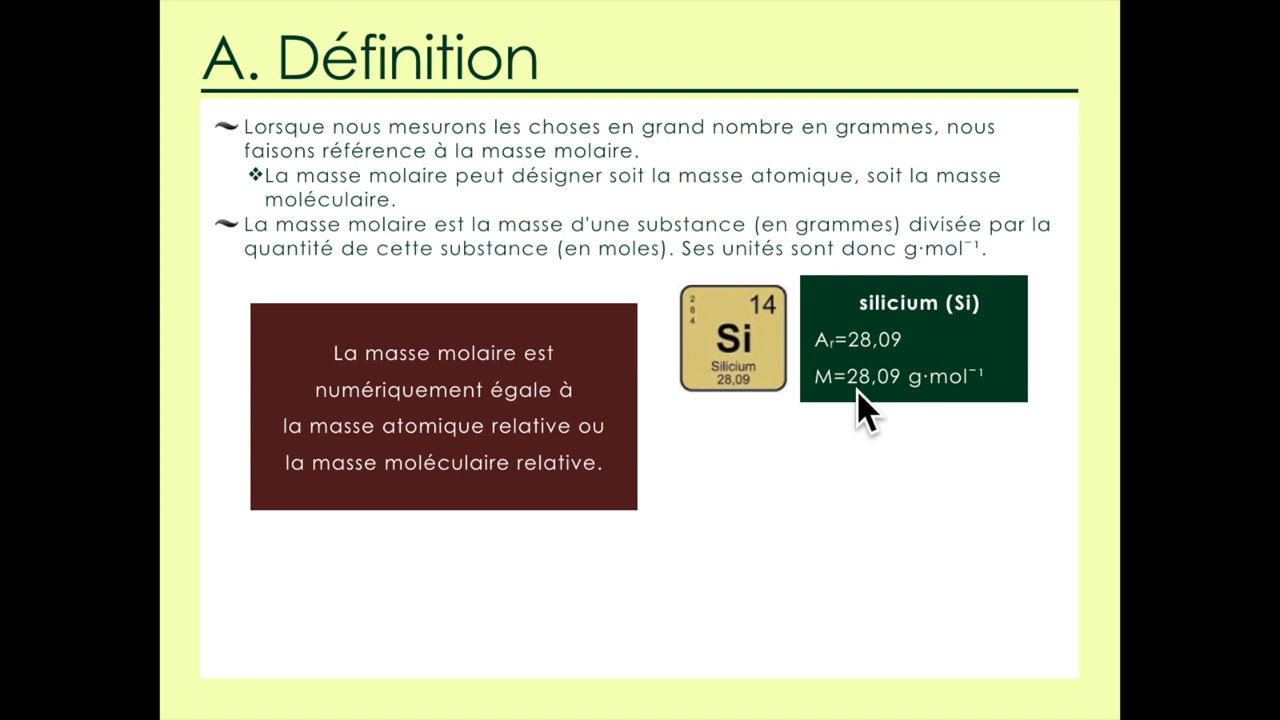 A. Définition
Lorsque nous mesurons les choses en grand nombre en grammes, nous
faisons référence à la masse molaire.
❖La masse molaire peut désigner soit la masse atomique, soit la masse
moléculaire.
La masse molaire est la masse d'une substance (en grammes) divisée par la
quantité de cette substance (en moles). Ses unités sont donc g·mol⁻¹.
La masse molaire est
numériquement égale à
la masse atomique relative ou
la masse moléculaire relative.
2
8
4
14
Si
Silicium
28,09
silicium (Si)
Aᵣ=28,09
M=28,09 g·mol⁻¹